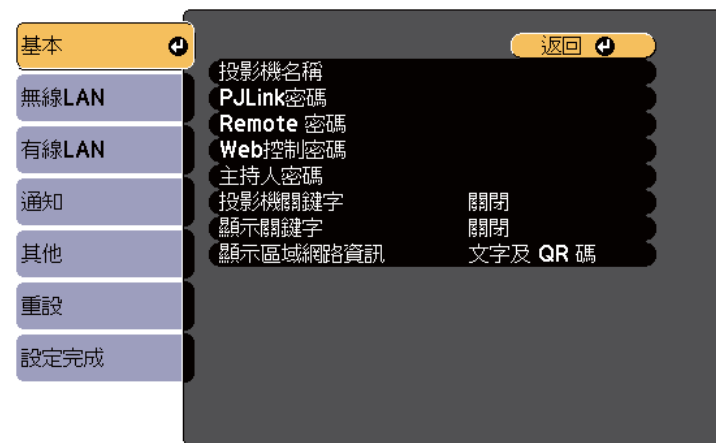 基本
無線LAN
有線LAN
通知
其他
重設
設定完成
返回
投影機名稱
PJLink密碼
Remote 密碼
Web控制密碼
主持人密碼
投影機關鍵字 關閉
顯示關鍵字 關閉
顯示區域網路資訊 文字及 QR 碼